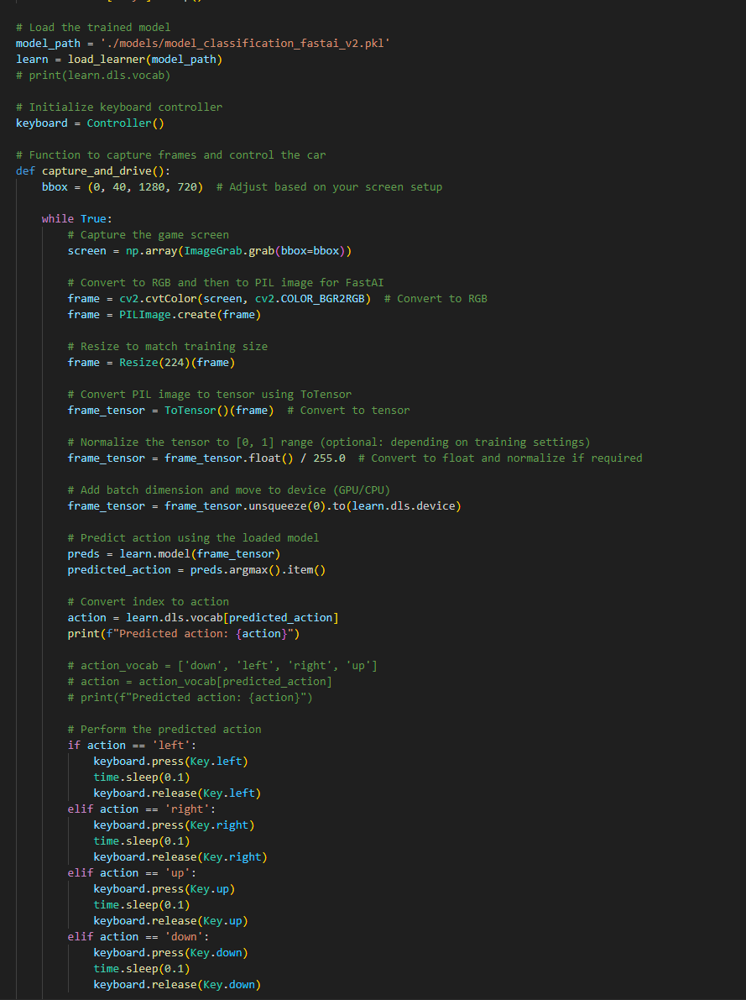 # Load the trained model
model_path = './models/model_classification_fastai_v2.pkl'
learn = load_learner(model_path)
# print(learn.dls.vocab)
# Initialize keyboard controller
keyboard = Controller()
# Function to capture frames and control the car
def capture_and_drive():
    bbox = (0, 40, 1280, 720)  # Adjust based on your screen setup
    while True:
        # Capture the game screen
        screen = np.array(ImageGrab.grab(bbox=bbox))
        # Convert to RGB and then to PIL image for FastAI
        frame = cv2.cvtColor(screen, cv2.COLOR_BGR2RGB)  # Convert to RGB
        frame = PILImage.create(frame)
        # Resize to match training size
        frame = Resize(224)(frame)
        # Convert PIL image to tensor using ToTensor
        frame_tensor = ToTensor()(frame)  # Convert to tensor
        # Normalize the tensor to [0, 1] range (optional: depending on training settings)
        frame_tensor = frame_tensor.float() / 255.0  # Convert to float and normalize if required
        # Add batch dimension and move to device (GPU/CPU)
        frame_tensor = frame_tensor.unsqueeze(0).to(learn.dls.device)
        # Predict action using the loaded model
        preds = learn.model(frame_tensor)
        predicted_action = preds.argmax().item()
        # Convert index to action
        action = learn.dls.vocab[predicted_action]
        print(f"Predicted action: {action}")
        # action_vocab = ['down', 'left', 'right', 'up']
        # action = action_vocab[predicted_action]
        # print(f"Predicted action: {action}")
        # Perform the predicted action
        if action == 'left':
            keyboard.press(Key.left)
            time.sleep(0.1)
            keyboard.release(Key.left)
        elif action == 'right':
            keyboard.press(Key.right)
            time.sleep(0.1)
            keyboard.release(Key.right)
        elif action == 'up':
            keyboard.press(Key.up)
            time.sleep(0.1)
            keyboard.release(Key.up)
        elif action == 'down':
            keyboard.press(Key.down)
            time.sleep(0.1)
            keyboard.release(Key.down)